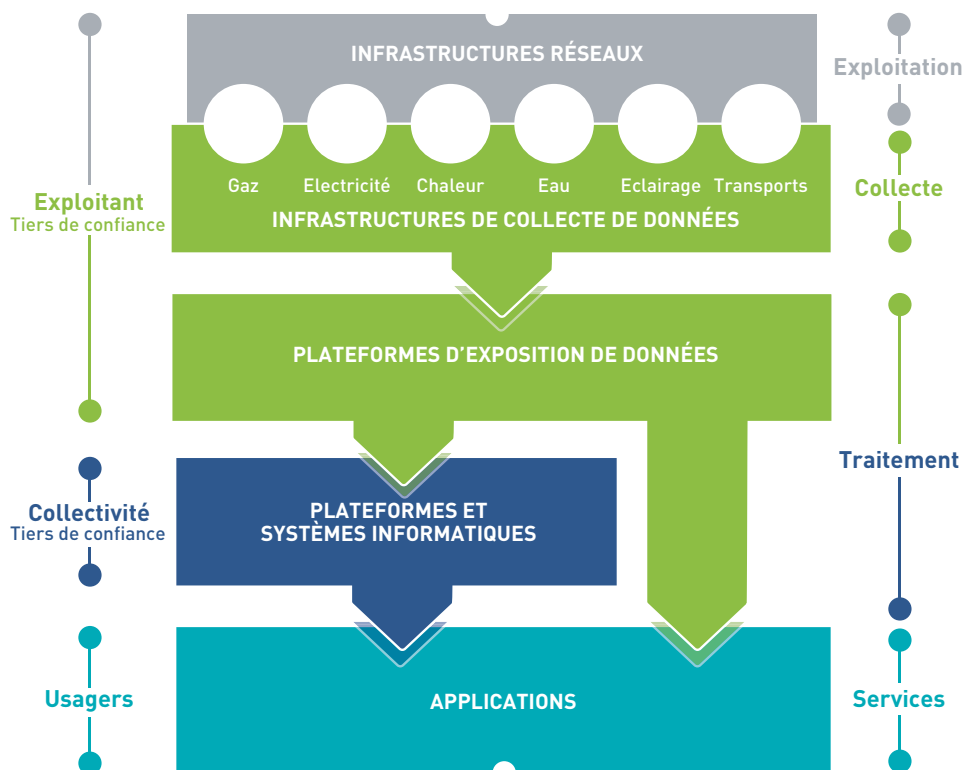 INFRASTRUCTURES RÉSEAUX
Exploitation
Gaz Electricité Chaleur Eau Eclairage Transports
Collecte
Exploitant
Tiers de confiance
INFRASTRUCTURES DE COLLECTE DE DONNÉES
PLATEFORMES D'EXPOSITION DE DONNÉES
Traitement
Collectivité
Tiers de confiance
PLATEFORMES ET
SYSTÈMES INFORMATIQUES
Usagers
APPLICATIONS
Services